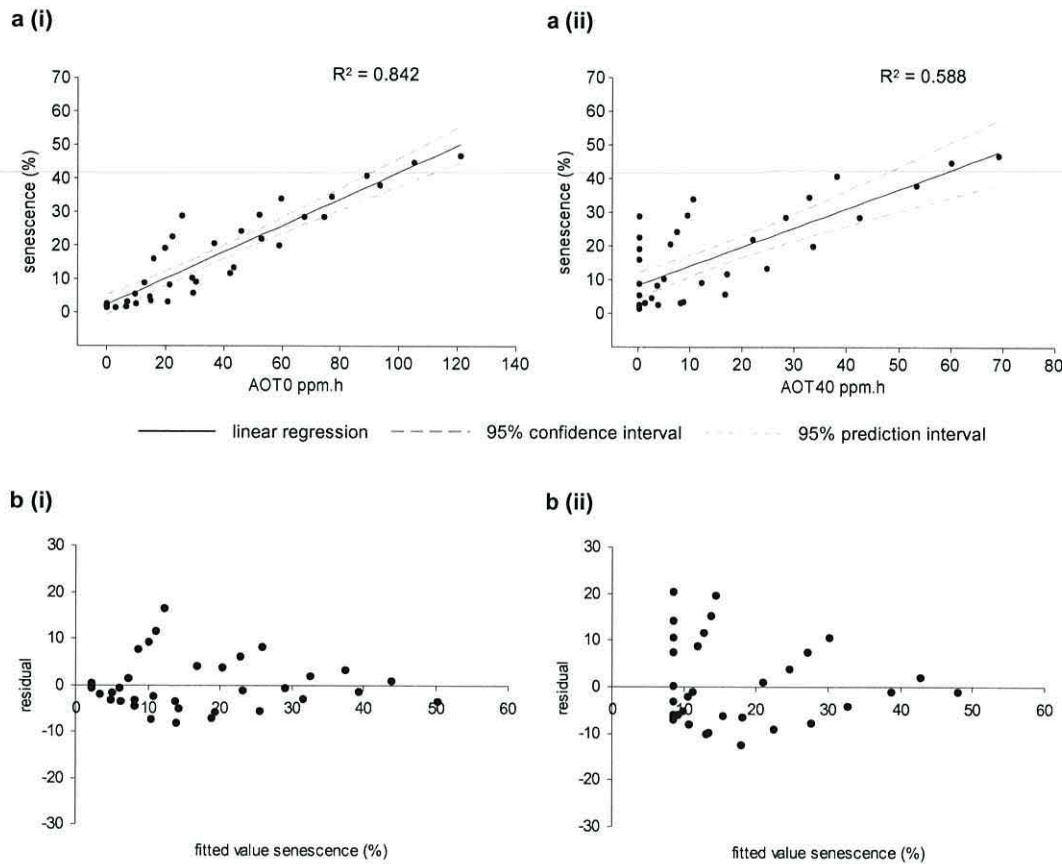 a (i)
R² = 0.842
70
60
50
40
30
20
10
0
senescence (%)
0 20 40 60 80 100 120 140
AOT0 ppm.h
a (ii)
R² = 0.588
70
60
50
40
30
20
10
0
senescence (%)
0 10 20 30 40 50 60 70 80
AOT40 ppm.h
linear regression 95% confidence interval 95% prediction interval
b (i)
30
20
10
0
-10
-20
-30
residual
0 10 20 30 40 50 60
fitted value senescence (%)
b (ii)
30
20
10
0
-10
-20
-30
residual
0 10 20 30 40 50 60
fitted value senescence (%)